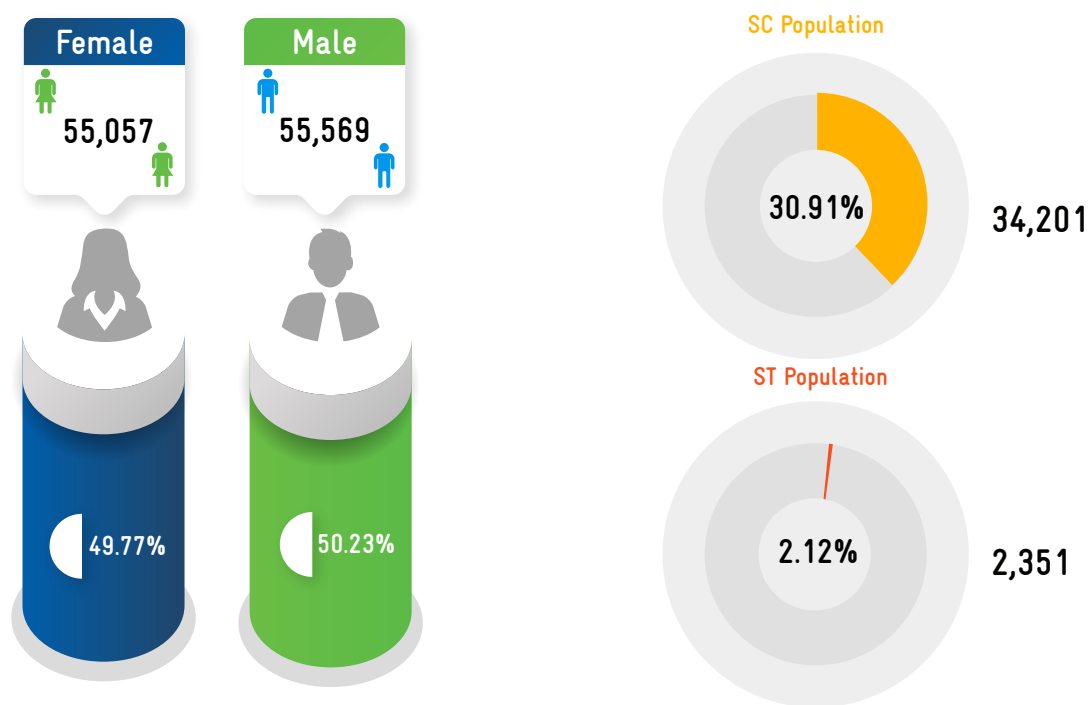 Female
55,057
49.77%
Male
55,569
50.23%
SC Population
30.91%
34,201
ST Population
2.12%
2,351